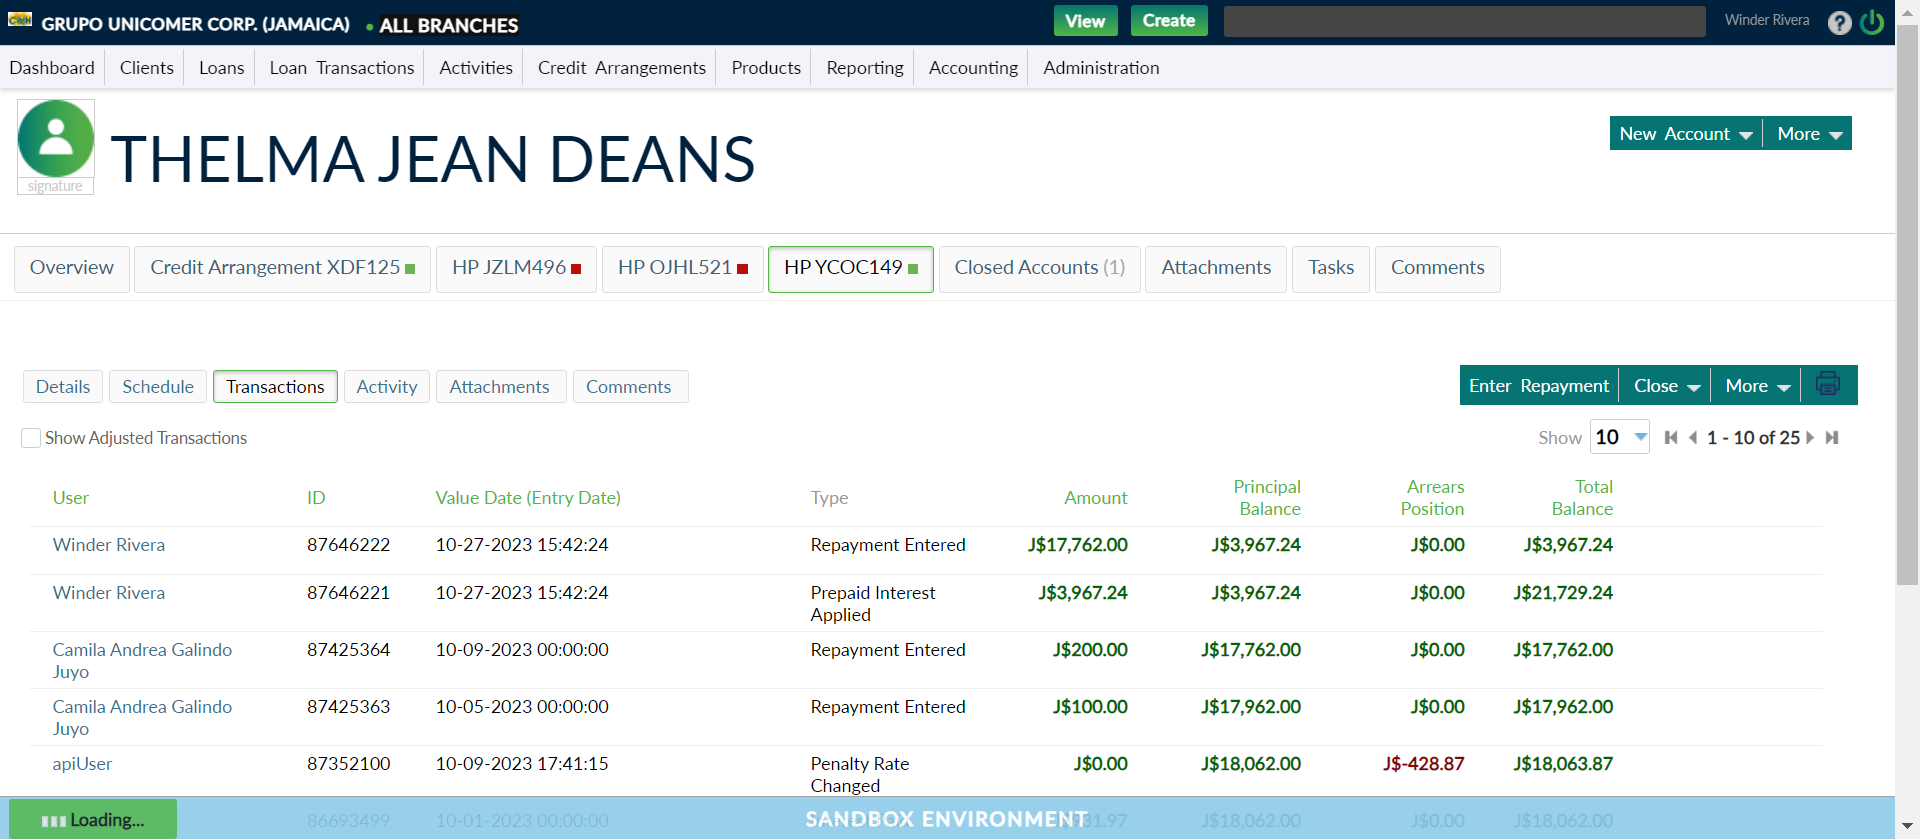 CASH GRUPO UNICOMER CORP. (JAMAICA) • ALL BRANCHES View Create Winder Rivera ?
Dashboard Clients Loans Loan Transactions Activities Credit Arrangements Products Reporting Accounting Administration
signature THELMA JEAN DEANS New Account More
Overview Credit Arrangement XDF125 HP JZLM496 HP OJHL521 HP YCOC149 Closed Accounts (1) Attachments Tasks Comments
Details Schedule Transactions Activity Attachments Comments Enter Repayment Close More
Show Adjusted Transactions Show 10 1 - 10 of 25
User ID Value Date (Entry Date) Type Amount Principal Balance Arrears Position Total Balance
Winder Rivera 87646222 10-27-2023 15:42:24 Repayment Entered J$17,762.00 J$3,967.24 J$0.00 J$3,967.24
Winder Rivera 87646221 10-27-2023 15:42:24 Prepaid Interest Applied J$3,967.24 J$3,967.24 J$0.00 J$21,729.24
Camila Andrea Galindo Juyo 87425364 10-09-2023 00:00:00 Repayment Entered J$200.00 J$17,762.00 J$0.00 J$17,762.00
Camila Andrea Galindo Juyo 87425363 10-05-2023 00:00:00 Repayment Entered J$100.00 J$17,962.00 J$0.00 J$17,962.00
apiUser 87352100 10-09-2023 17:41:15 Penalty Rate Changed J$0.00 J$18,062.00 J$-428.87 J$18,063.87
Loading... 86693499 10-01-2023 00:00:00 SANDBOX ENVIRONMENT J$18,062.00 J$0.00 J$18,062.00